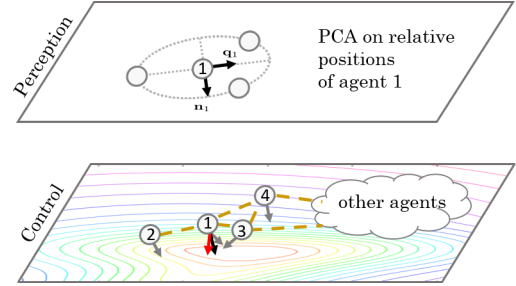 Perception
PCA on relative
positions
of agent 1
q₁
1
n₁
Control
4
other agents
1
2
3